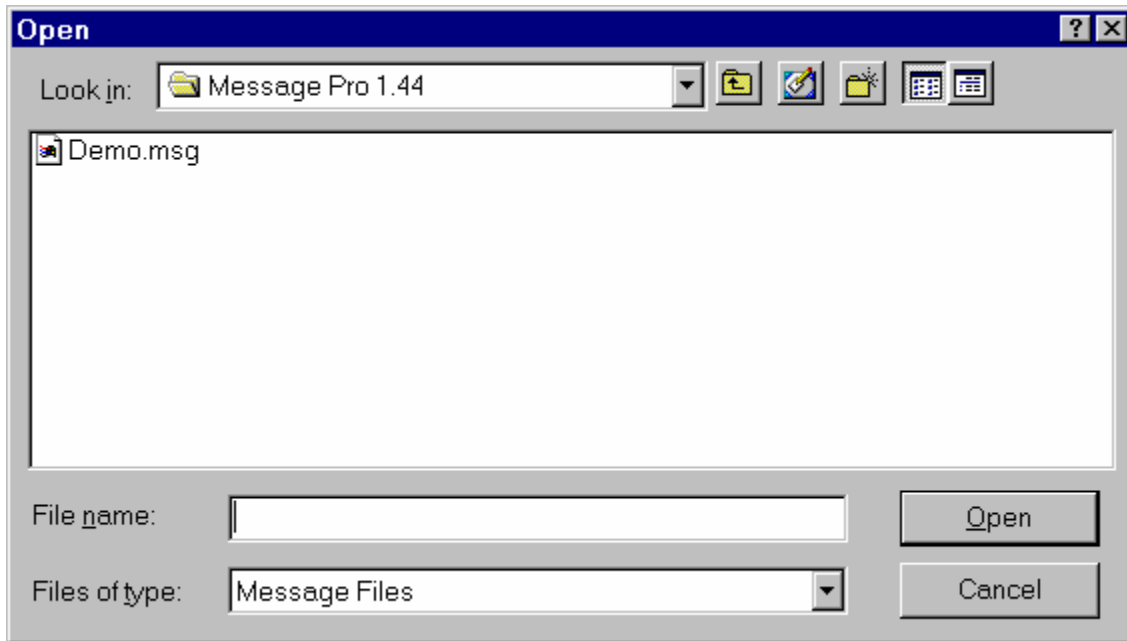 Open
Look in: Message Pro 1.44
Demo.msg
File name: Open
Files of type: Message Files Cancel